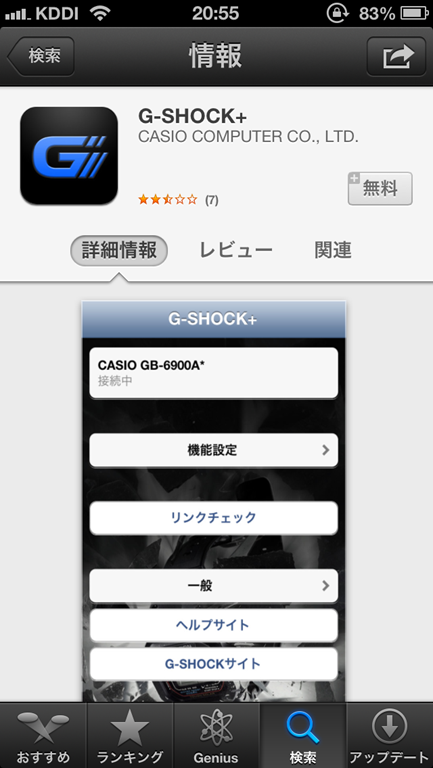 KDDI 20:55 83%
検索 情報
G-SHOCK+
CASIO COMPUTER CO., LTD.
(7)
無料
詳細情報 レビュー 関連
G-SHOCK+
CASIO GB-6900A*
接続中
機能設定
リンクチェック
一般
ヘルプサイト
G-SHOCKサイト
おすすめ ランキング Genius 検索 アップデート